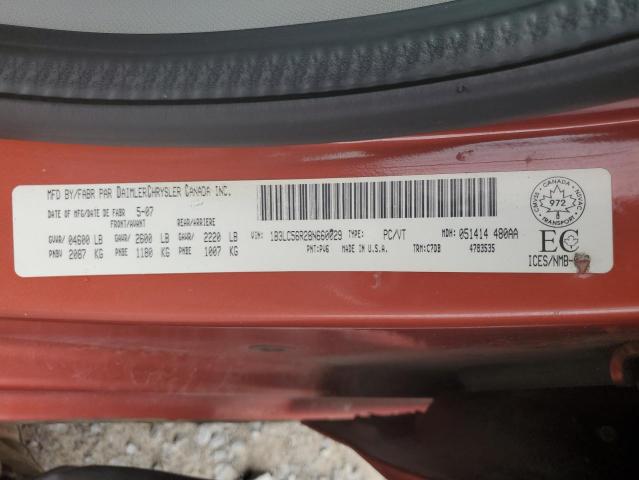 MFD BY/FABR PAR DAIMLERCHRYSLER CANADA INC.
DATE OF MFG/DATE DE FABR 5-07
FRONT/AVANT REAR/ARRIERE
GVWR/ 04600 LB GAWR/ 2600 LB GAWR/ 2220 LB
PNBV 2087 KG PNBE 1180 KG PNBE 1007 KG
VIN: 1B3LC56R28N660029 TYPE: PC/VT MDH: 051414 480AA
PNT:PV6 MADE IN U.S.A. TRM:C7DB 4783535
CANADA
972
TRANSPORT
EC
ICES/NMB-